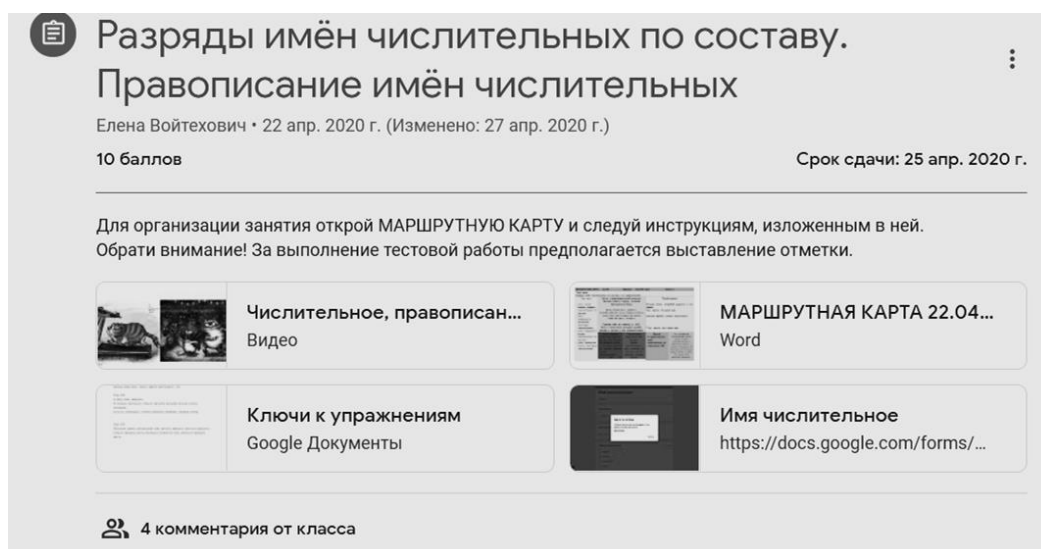 Разряды имён числительных по составу.
Правописание имён числительных
Елена Войтехович • 22 апр. 2020 г. (Изменено: 27 апр. 2020 г.)
10 баллов
Срок сдачи: 25 апр. 2020 г.
Для организации занятия открой МАРШРУТНУЮ КАРТУ и следуй инструкциям, изложенным в ней.
Обрати внимание! За выполнение тестовой работы предполагается выставление отметки.
Числительное, правописан...
Видео
МАРШРУТНАЯ КАРТА 22.04...
Word
Ключи к упражнениям
Google Документы
Имя числительное
https://docs.google.com/forms/...
4 комментария от класса